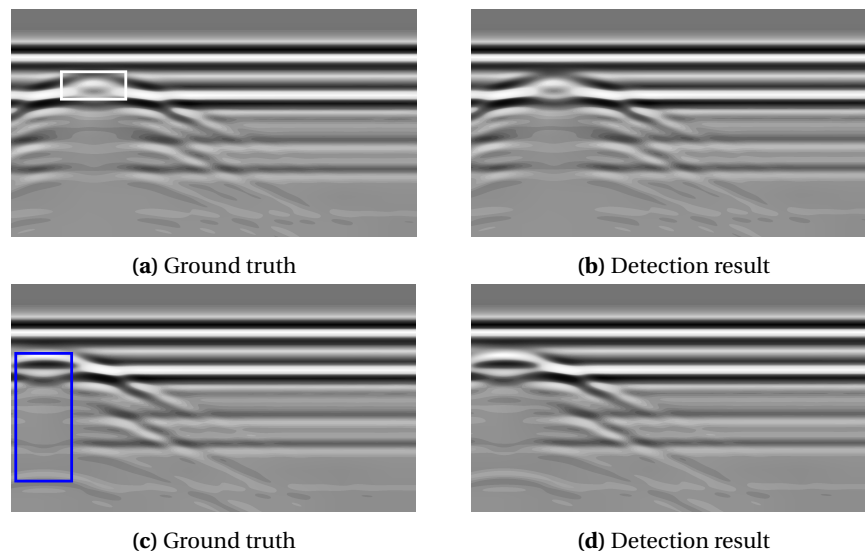 (a) Ground truth
(b) Detection result
(c) Ground truth
(d) Detection result